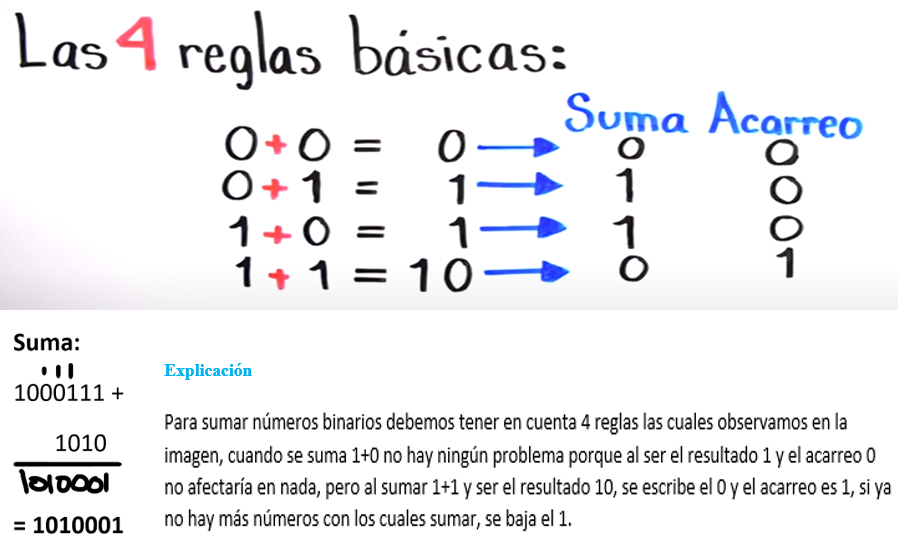 Las 4 reglas básicas:
Suma Acarreo
0 + 0 = 0 → 0 0
0 + 1 = 1 → 1 0
1 + 0 = 1 → 1 0
1 + 1 = 10 → 0 1
Suma:
ı ı ı
1000111 +
1010
1010001
= 1010001
Explicación
Para sumar números binarios debemos tener en cuenta 4 reglas las cuales observamos en la
imagen, cuando se suma 1+0 no hay ningún problema porque al ser el resultado 1 y el acarreo 0
no afectaría en nada, pero al sumar 1+1 y ser el resultado 10, se escribe el 0 y el acarreo es 1, si ya
no hay más números con los cuales sumar, se baja el 1.